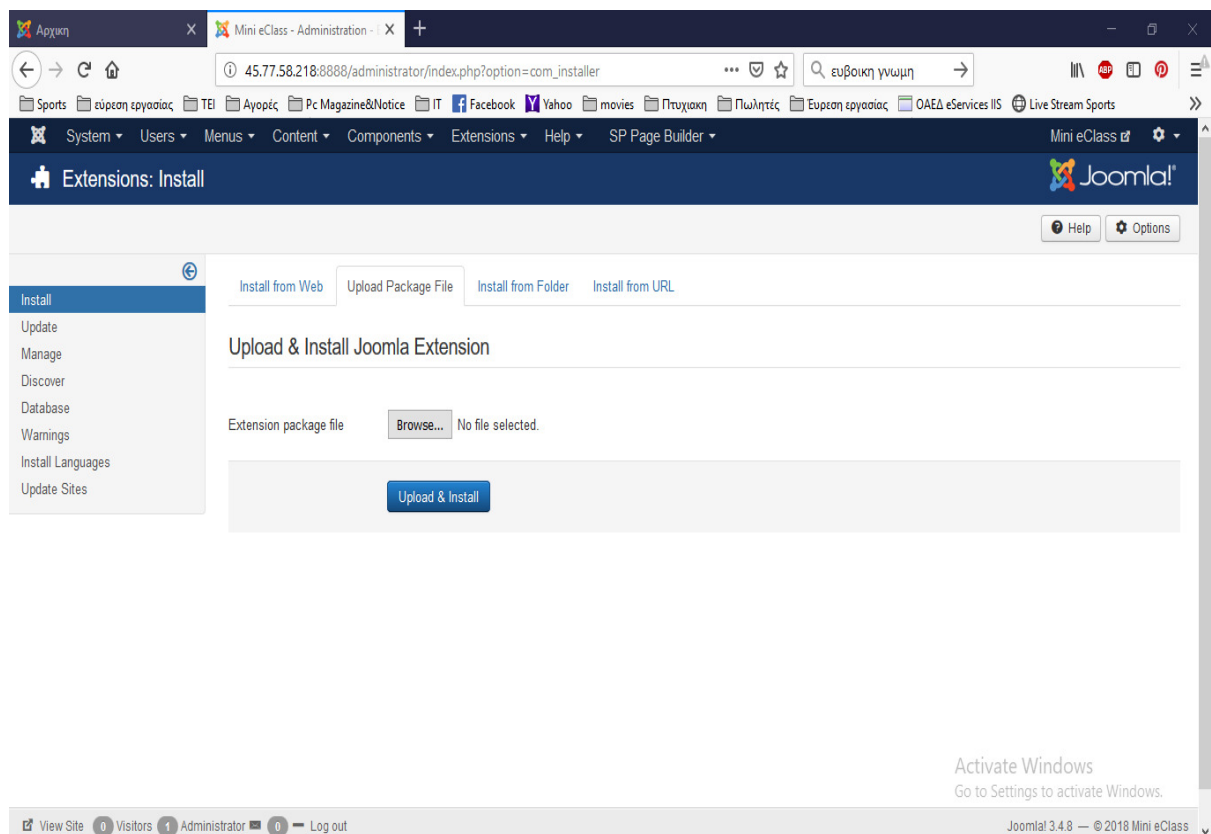 Αρχικη
Mini eClass - Administration -
45.77.58.218:8888/administrator/index.php?option=com_installer
ευβοικη γνωμη
ABP
Sports εύρεση εργασίας TEI Αγορές Pc Magazine&Notice IT Facebook Yahoo movies Πτυχιακη Πωλητές Έυρεση εργασίας ΟΑΕΔ eServices IIS Live Stream Sports
System Users Menus Content Components Extensions Help SP Page Builder Mini eClass
Extensions: Install
Joomla!®
Help Options
Install from Web Upload Package File Install from Folder Install from URL
Install
Update
Manage
Discover
Database
Warnings
Install Languages
Update Sites
Upload & Install Joomla Extension
Extension package file Browse... No file selected.
Upload & Install
Activate Windows
Go to Settings to activate Windows.
View Site 0 Visitors 1 Administrator 0 Log out
Joomla! 3.4.8 — © 2018 Mini eClass